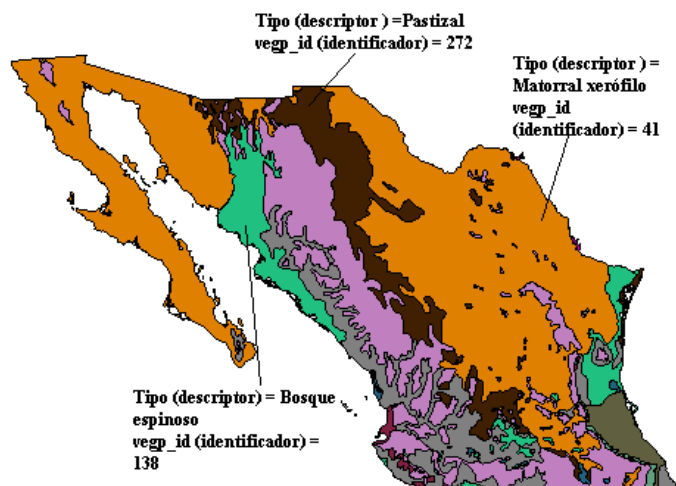 Tipo (descriptor ) =Pastizal
vegp_id (identificador) = 272
Tipo (descriptor ) =
Matorral xerófilo
vegp_id
(identificador) = 41
Tipo (descriptor) = Bosque
espinoso
vegp_id (identificador) =
138